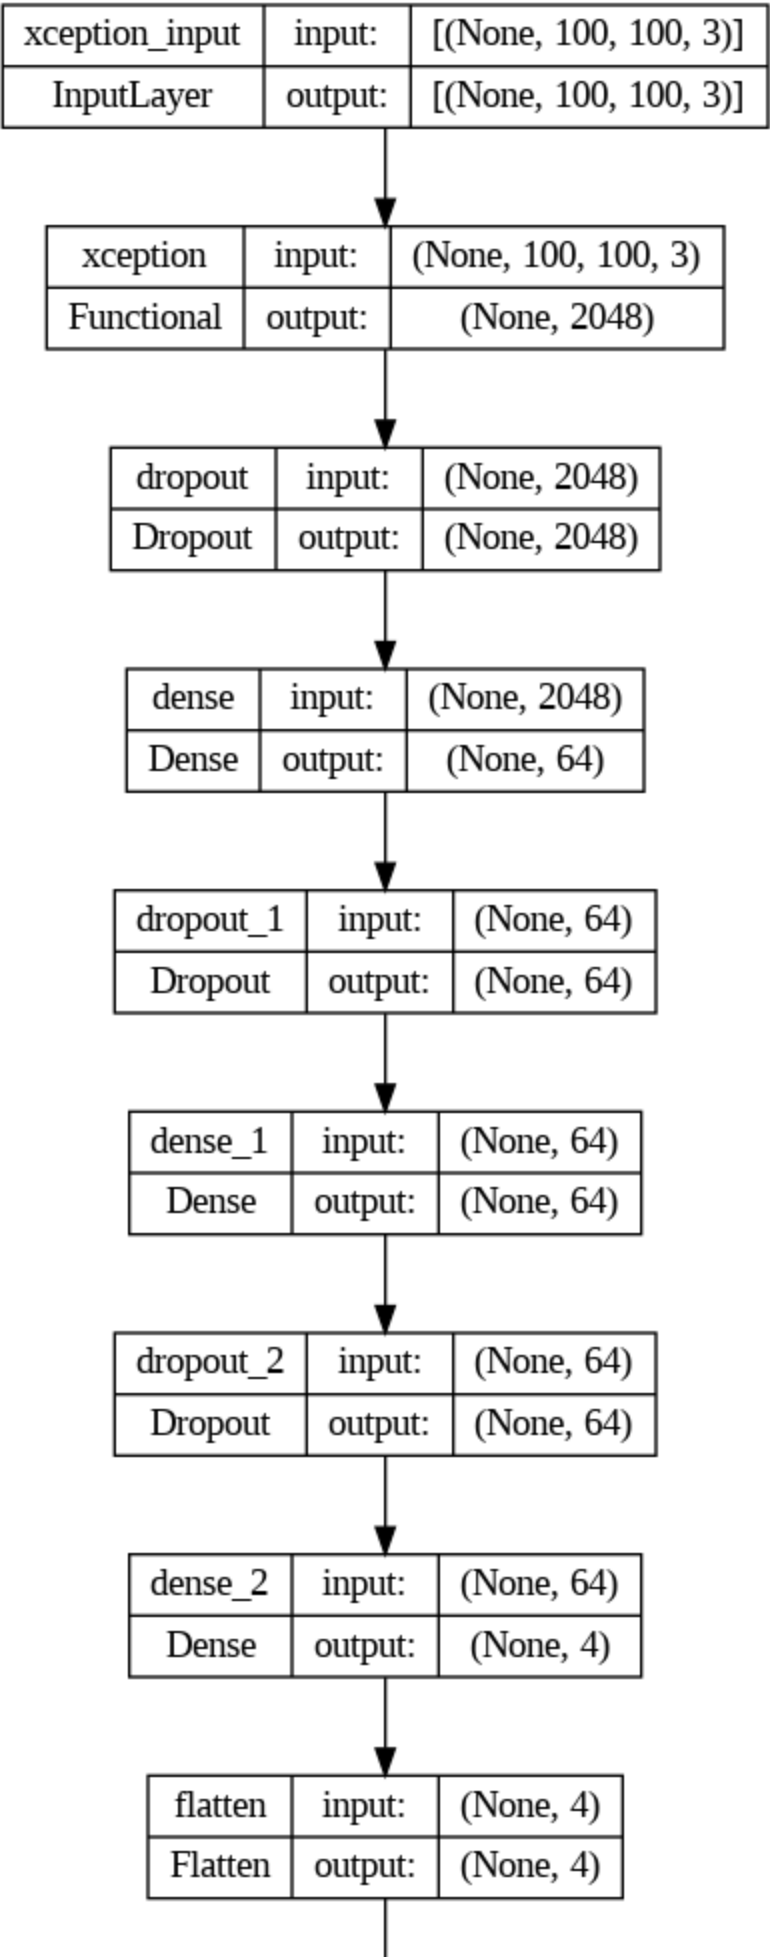 xception_input input: [(None, 100, 100, 3)]
InputLayer output: [(None, 100, 100, 3)]
xception input: (None, 100, 100, 3)
Functional output: (None, 2048)
dropout input: (None, 2048)
Dropout output: (None, 2048)
dense input: (None, 2048)
Dense output: (None, 64)
dropout_1 input: (None, 64)
Dropout output: (None, 64)
dense_1 input: (None, 64)
Dense output: (None, 64)
dropout_2 input: (None, 64)
Dropout output: (None, 64)
dense_2 input: (None, 64)
Dense output: (None, 4)
flatten input: (None, 4)
Flatten output: (None, 4)